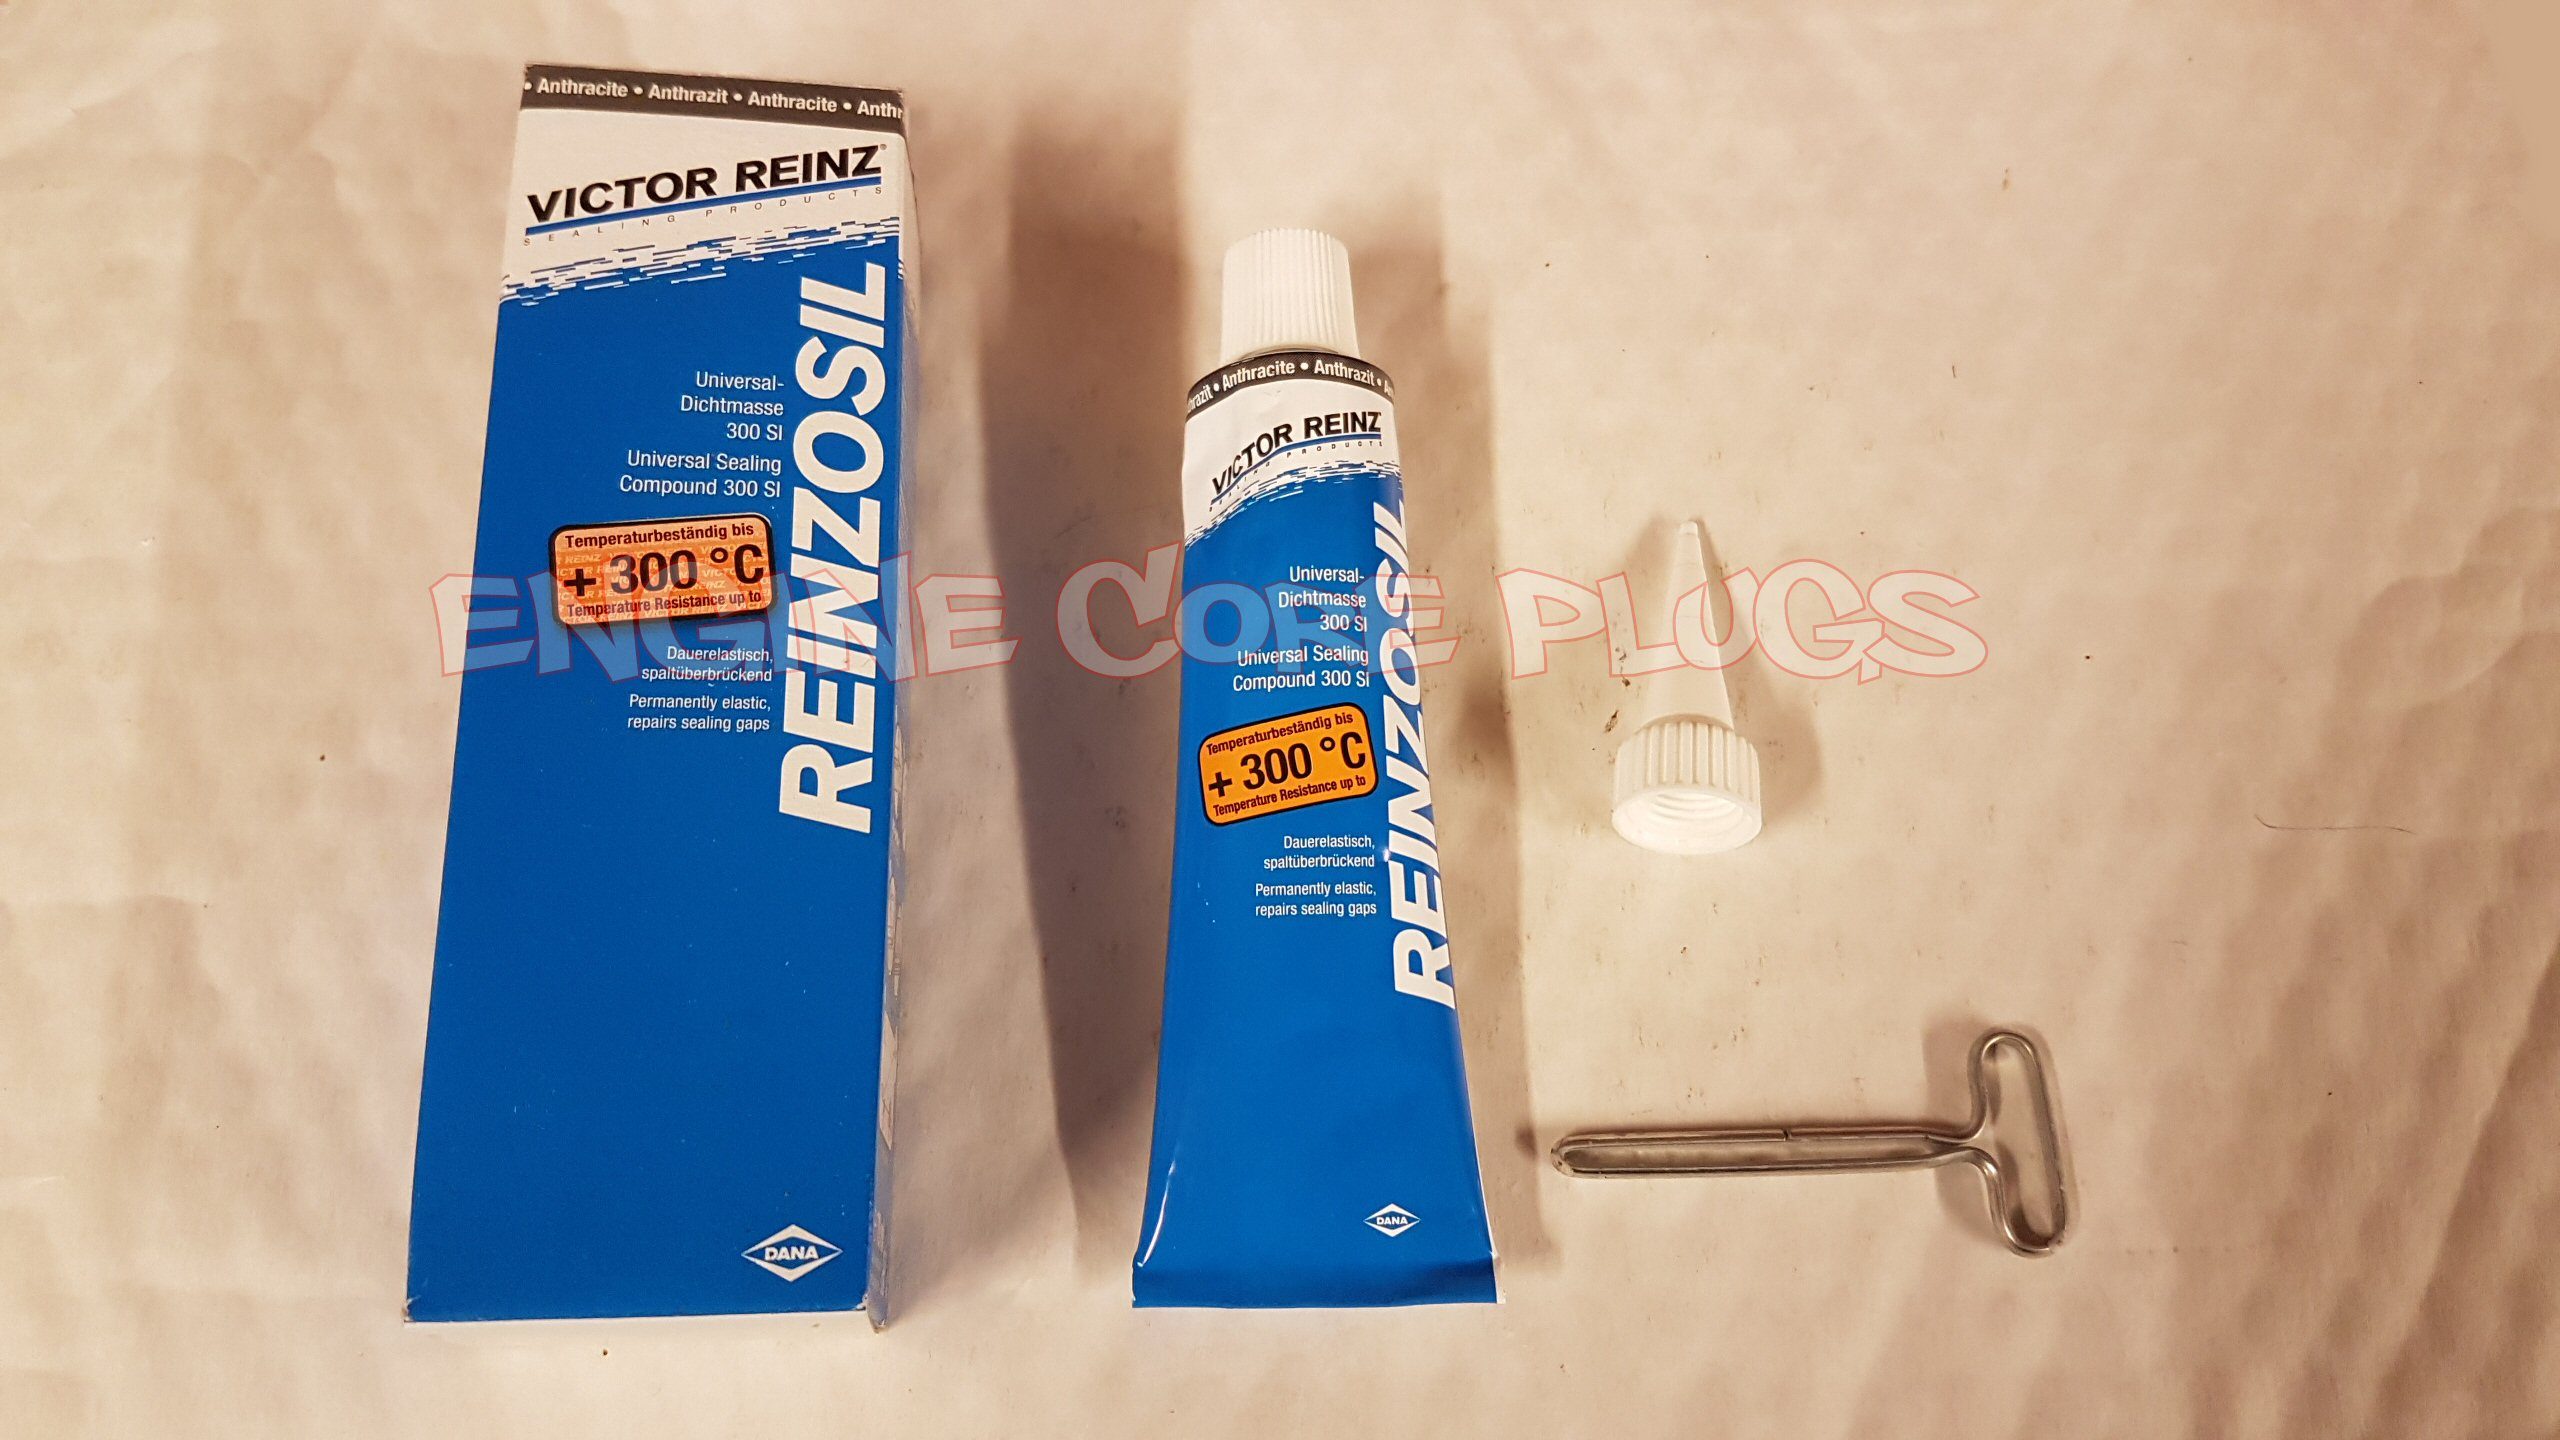 • Anthracite • Anthrazit • Anthracite • Anthr
VICTOR REINZ®
SEALING PRODUCTS
REINZOSIL
Universal-
Dichtmasse
300 SI
Universal Sealing
Compound 300 SI
Temperaturbeständig bis
+ 300 °C
Temperature Resistance up to
Dauerelastisch,
spaltüberbrückend
Permanently elastic,
repairs sealing gaps
DANA
hrazit • Anthracite • Anthrazit • A
VICTOR REINZ
SEALING PRODUCTS
REINZOSIL
Universal-
Dichtmasse
300 SI
Universal Sealing
Compound 300 SI
Temperaturbeständig bis
+ 300 °C
Temperature Resistance up to
Dauerelastisch,
spaltüberbrückend
Permanently elastic,
repairs sealing gaps
DANA
ENGINE CORE PLUGS